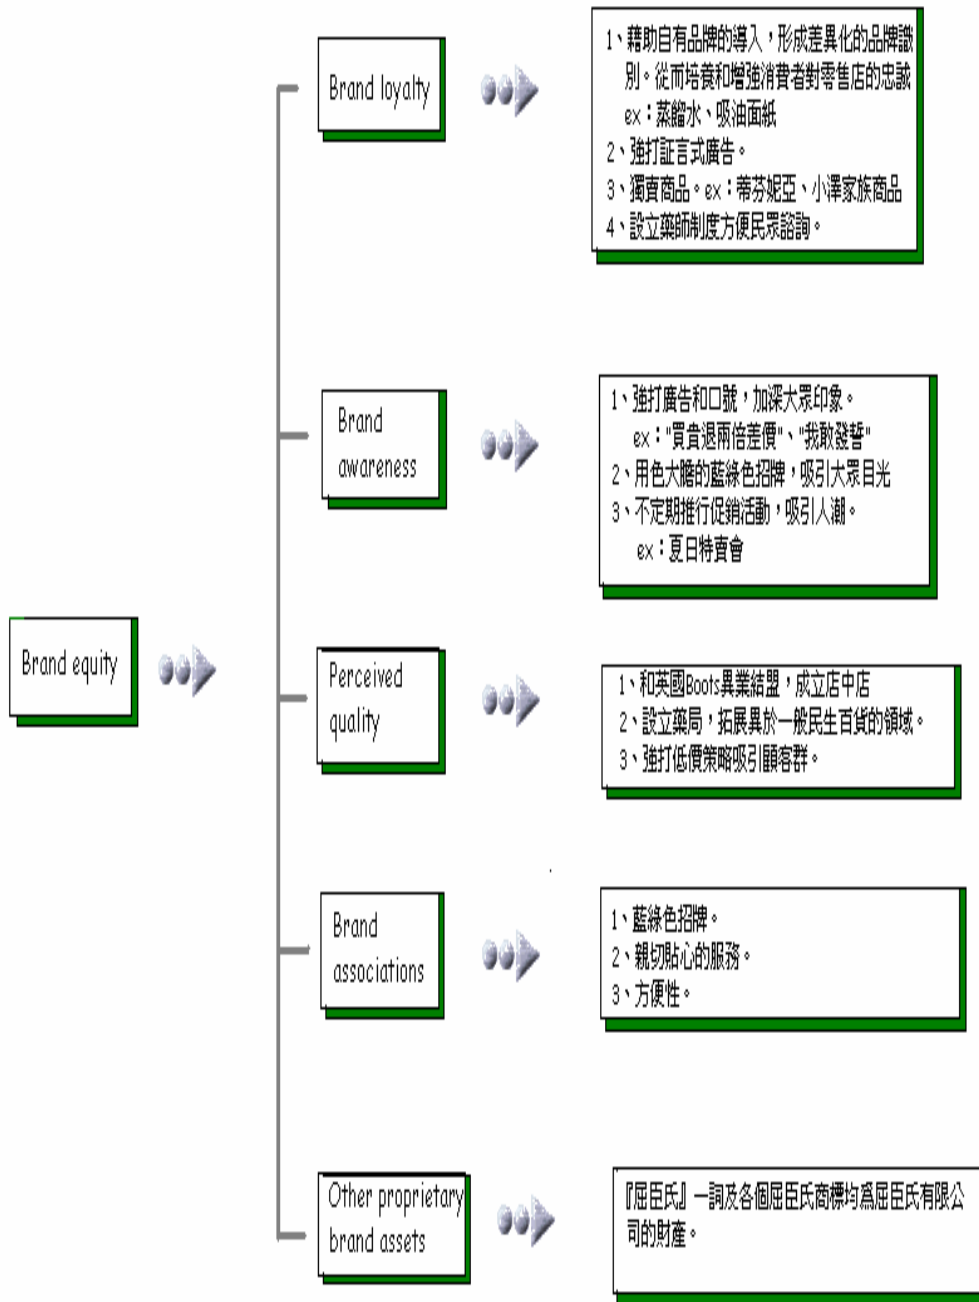 Brand loyalty
1、藉助自有品牌的導入，形成差異化的品牌識
別。從而培養和增強消費者對零售店的忠誠
ex：蒸餾水、吸油面紙
2、強打証言式廣告。
3、獨賣商品。ex：蒂芬妮亞、小澤家族商品
4、設立藥師制度方便民眾諮詢。
Brand
awareness
1、強打廣告和口號，加深大眾印象。
ex："買貴退兩倍差價"、"我敢發誓"
2、用色大膽的藍綠色招牌，吸引大眾目光
3、不定期推行促銷活動，吸引人潮。
ex：夏日特賣會
Brand equity
Perceived
quality
1、和英國Boots異業結盟，成立店中店
2、設立藥局，拓展異於一般民生百貨的領域。
3、強打低價策略吸引顧客群。
Brand
associations
1、藍綠色招牌。
2、親切貼心的服務。
3、方便性。
Other proprietary
brand assets
『屈臣氏』一詞及各個屈臣氏商標均爲屈臣氏有限公
司的財產。